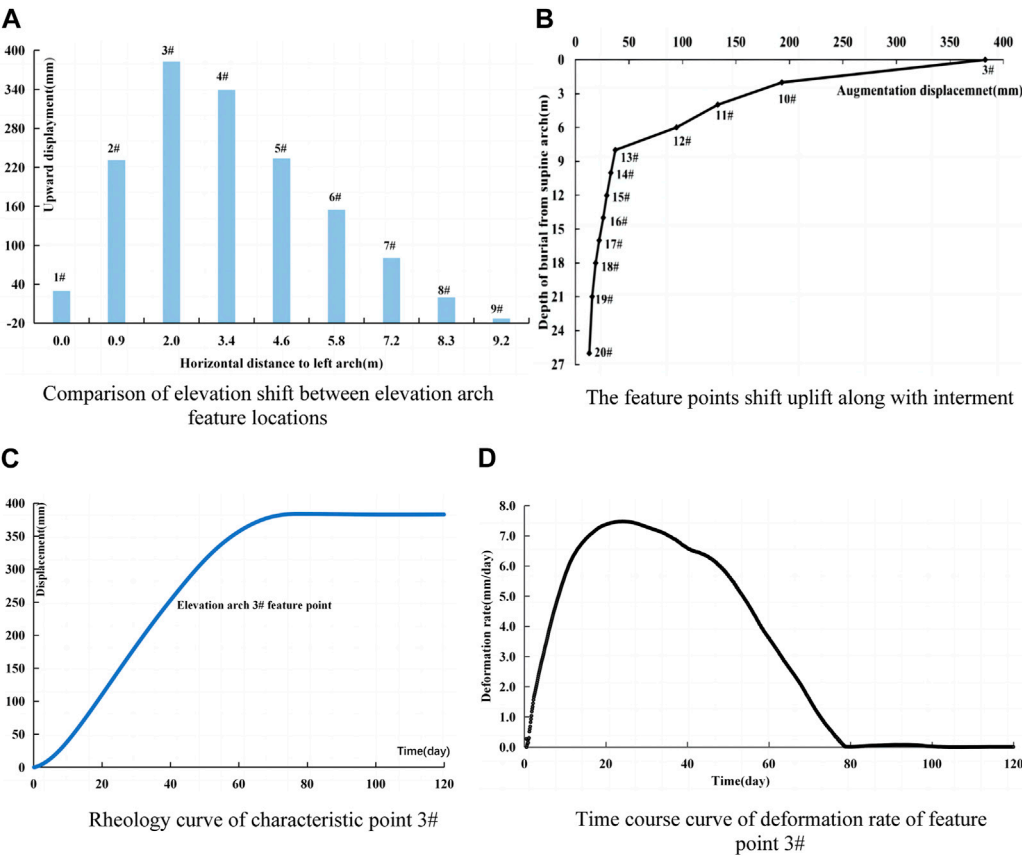 A
Upward displayment(mm)
400
340
280
220
160
100
40
-20
1#
2#
3#
4#
5#
6#
7#
8#
9#
0.0 0.9 2.0 3.4 4.6 5.8 7.2 8.3 9.2
Horizontal distance to left arch(m)
Comparison of elevation shift between elevation arch
feature locations
B
0 50 100 150 200 250 300 350 400
Augmentation displacemnet(mm)
Depth of burial from supine arch(m)
0
3
6
9
12
15
18
21
24
27
3#
10#
11#
12#
13#
14#
15#
16#
17#
18#
19#
20#
The feature points shift uplift along with interment
C
Displacement(mm)
400
350
300
250
200
150
100
50
0
Elevation arch 3# feature point
Time(day)
0 20 40 60 80 100 120
Rheology curve of characteristic point 3#
D
Deformation rate(mm/day)
8.0
7.0
6.0
5.0
4.0
3.0
2.0
1.0
0.0
0 20 40 60 80 100 120
Time(day)
Time course curve of deformation rate of feature
point 3#